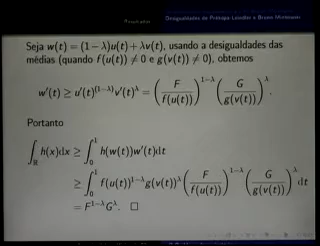 Resultados
Desigualdades de Prékopa-Leindler e Brunn Minkowski
Seja w(t) = (1 − λ)u(t) + λv(t), usando a desigualdades das
médias (quando f(u(t)) ≠ 0 e g(v(t)) ≠ 0), obtemos
w′(t) ≥ u′(t)^{(1−λ)} v′(t)^λ = (F / f(u(t)))^{1−λ} (G / g(v(t)))^λ.
Portanto
∫_ℝ h(x)dx ≥ ∫_0^1 h(w(t))w′(t)dt
≥ ∫_0^1 f(u(t))^{1−λ} g(v(t))^λ (F / f(u(t)))^{1−λ} (G / g(v(t)))^λ dt
= F^{1−λ} G^λ. □